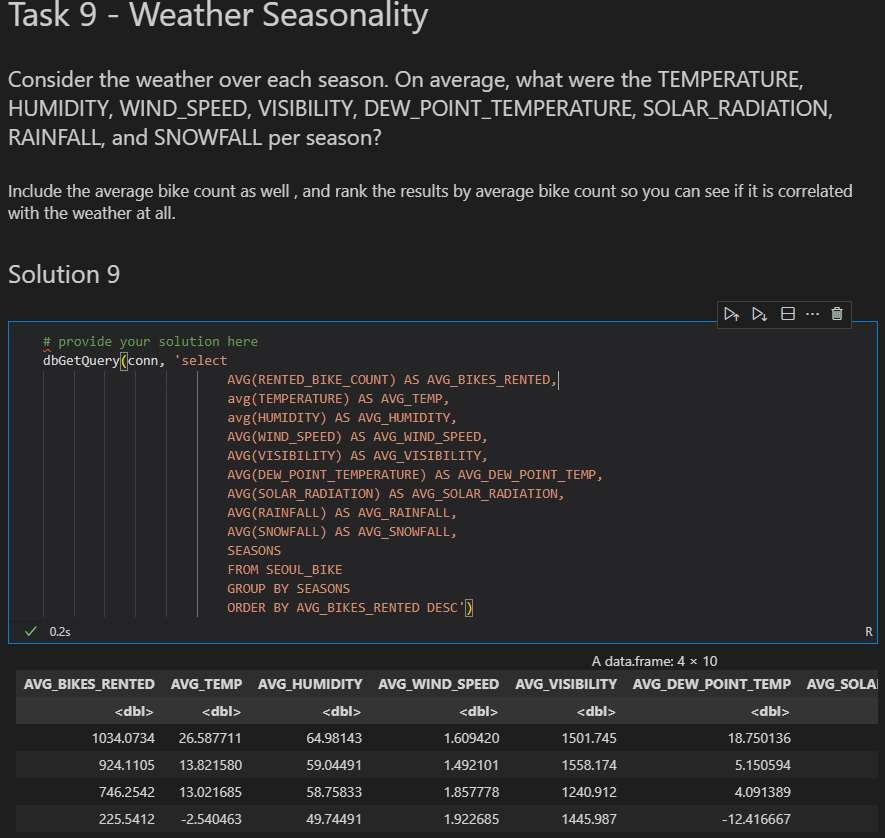 Task 9 - Weather Seasonality
Consider the weather over each season. On average, what were the TEMPERATURE,
HUMIDITY, WIND_SPEED, VISIBILITY, DEW_POINT_TEMPERATURE, SOLAR_RADIATION,
RAINFALL, and SNOWFALL per season?
Include the average bike count as well , and rank the results by average bike count so you can see if it is correlated
with the weather at all.
Solution 9
# provide your solution here
dbGetQuery(conn, 'select
AVG(RENTED_BIKE_COUNT) AS AVG_BIKES_RENTED,
avg(TEMPERATURE) AS AVG_TEMP,
avg(HUMIDITY) AS AVG_HUMIDITY,
AVG(WIND_SPEED) AS AVG_WIND_SPEED,
AVG(VISIBILITY) AS AVG_VISIBILITY,
AVG(DEW_POINT_TEMPERATURE) AS AVG_DEW_POINT_TEMP,
AVG(SOLAR_RADIATION) AS AVG_SOLAR_RADIATION,
AVG(RAINFALL) AS AVG_RAINFALL,
AVG(SNOWFALL) AS AVG_SNOWFALL,
SEASONS
FROM SEOUL_BIKE
GROUP BY SEASONS
ORDER BY AVG_BIKES_RENTED DESC')
0.2s R
A data.frame: 4 × 10
AVG_BIKES_RENTED AVG_TEMP AVG_HUMIDITY AVG_WIND_SPEED AVG_VISIBILITY AVG_DEW_POINT_TEMP AVG_SOLA
<dbl> <dbl> <dbl> <dbl> <dbl> <dbl>
1034.0734 26.587711 64.98143 1.609420 1501.745 18.750136
924.1105 13.821580 59.04491 1.492101 1558.174 5.150594
746.2542 13.021685 58.75833 1.857778 1240.912 4.091389
225.5412 -2.540463 49.74491 1.922685 1445.987 -12.416667